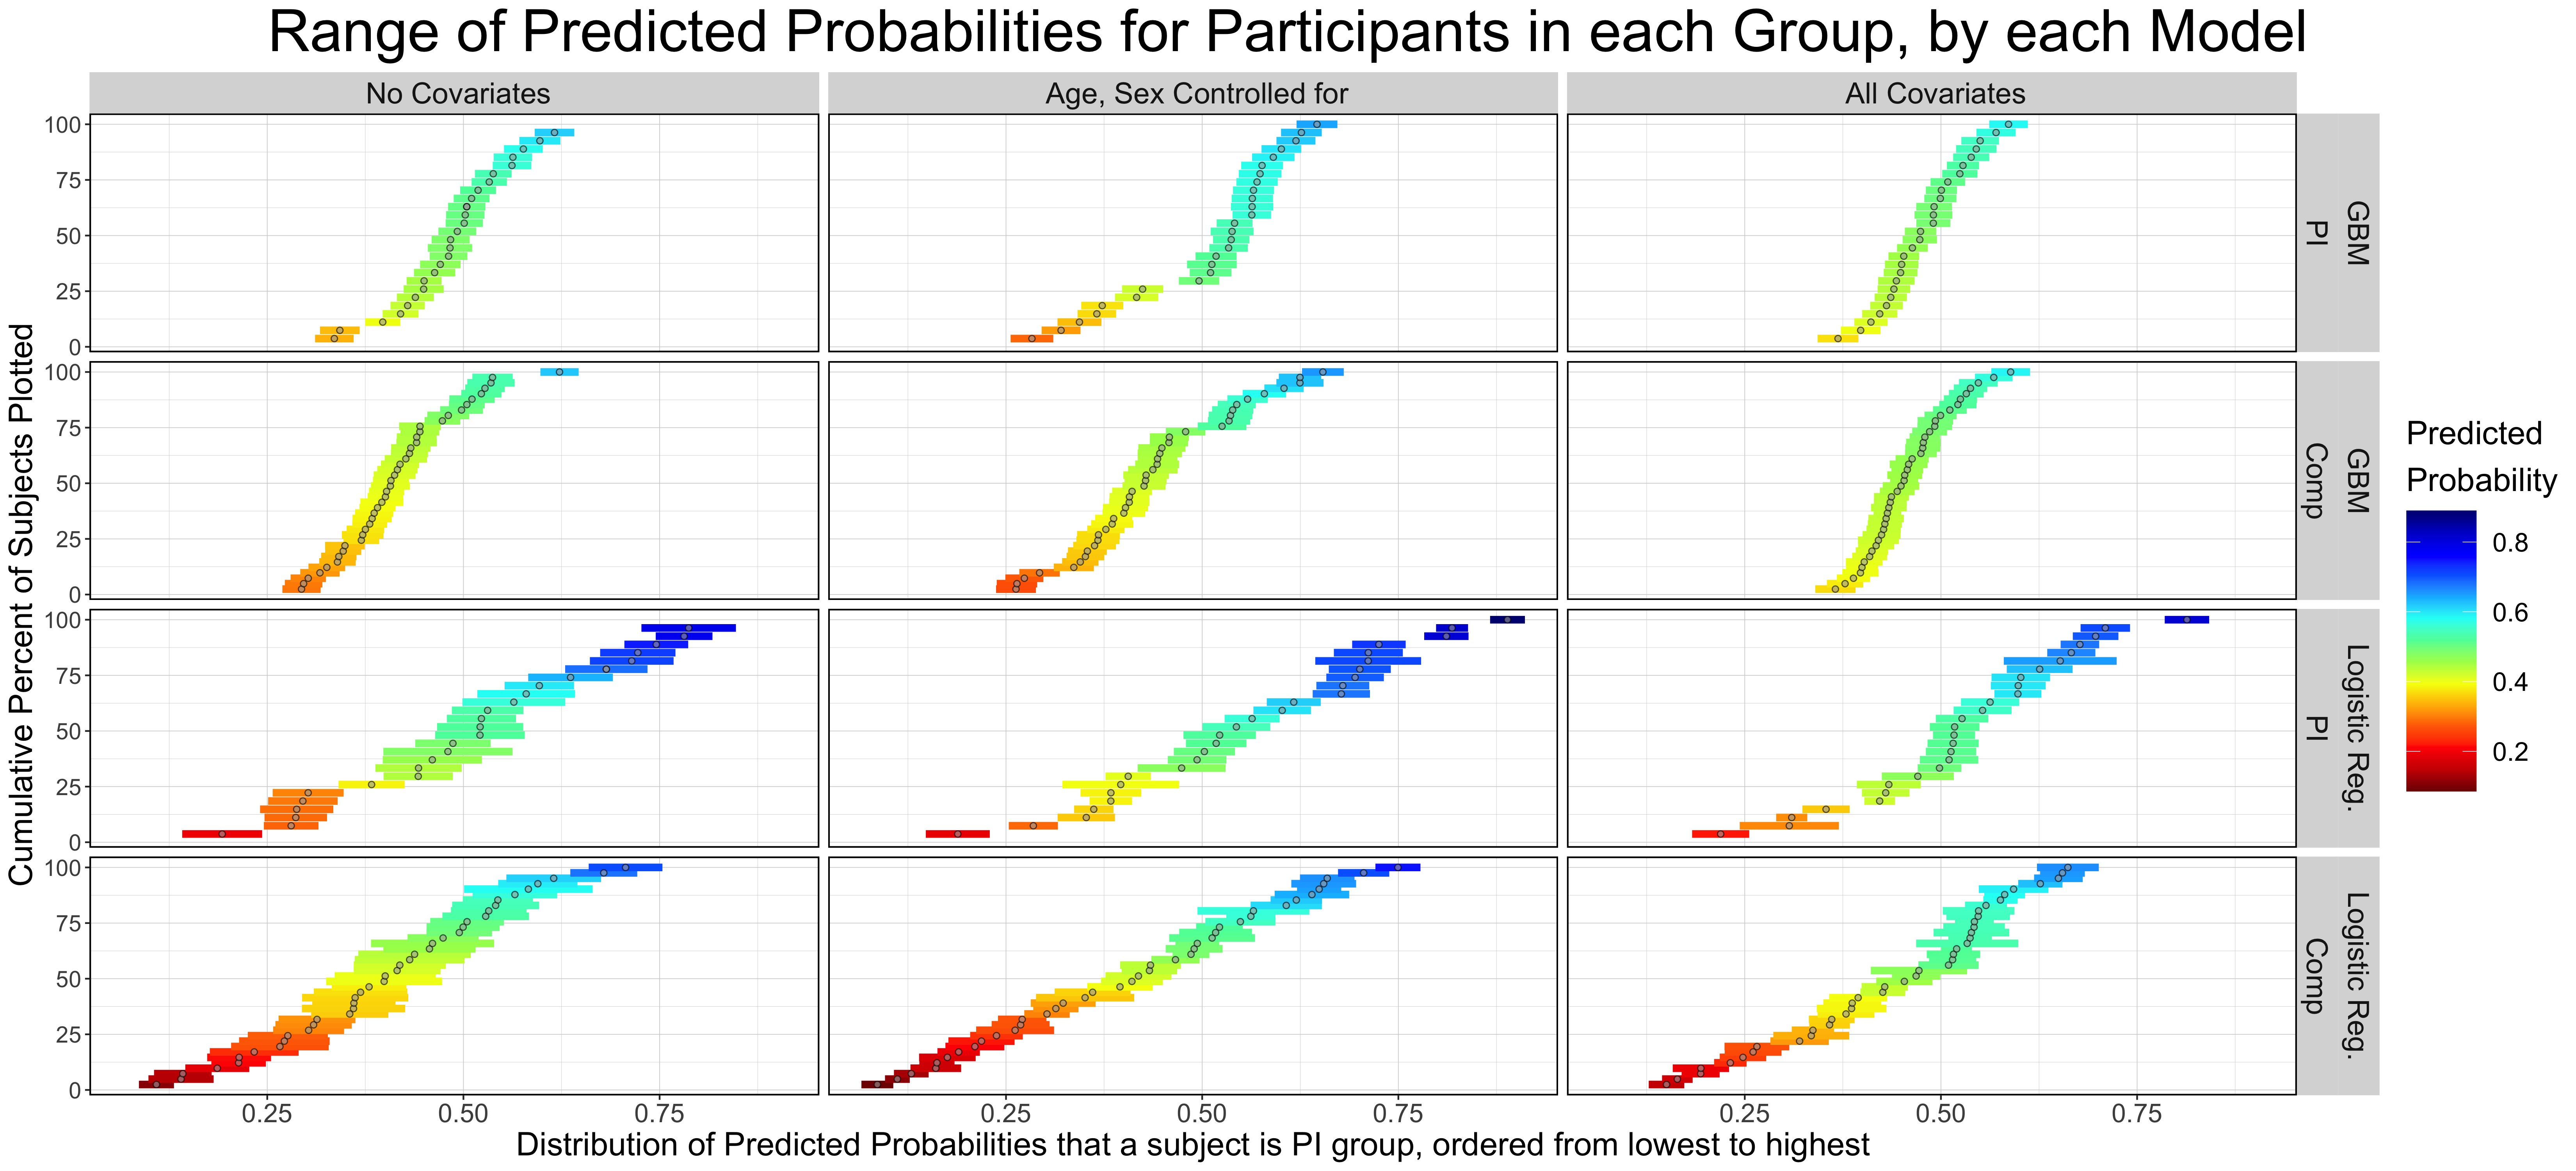 Range of Predicted Probabilities for Participants in each Group, by each Model
No Covariates
Age, Sex Controlled for
All Covariates
Cumulative Percent of Subjects Plotted
100
75
50
25
0
GBM
PI
100
75
50
25
0
GBM
Comp
100
75
50
25
0
Logistic Reg.
PI
100
75
50
25
0
Logistic Reg.
Comp
0.25 0.50 0.75
0.25 0.50 0.75
0.25 0.50 0.75
Distribution of Predicted Probabilities that a subject is PI group, ordered from lowest to highest
Predicted
Probability
0.8
0.6
0.4
0.2